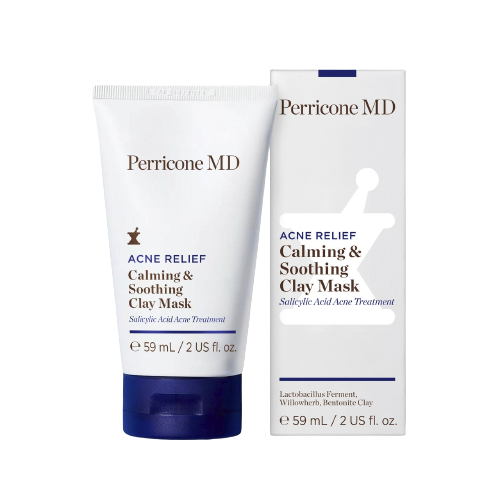 Perricone MD
ACNE RELIEF
Calming &
Soothing
Clay Mask
Salicylic Acid Acne Treatment
℮ 59 mL / 2 US fl. oz.
Perricone MD
ACNE RELIEF
Calming &
Soothing
Clay Mask
Salicylic Acid Acne Treatment
Lactobacillus Ferment,
Willowherb, Bentonite Clay
℮ 59 mL / 2 US fl. oz.